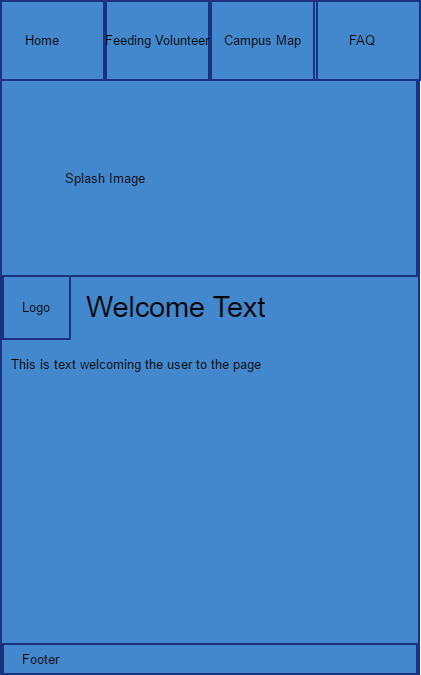 Home
Feeding Volunteer
Campus Map
FAQ
Splash Image
Logo
Welcome Text
This is text welcoming the user to the page
Footer